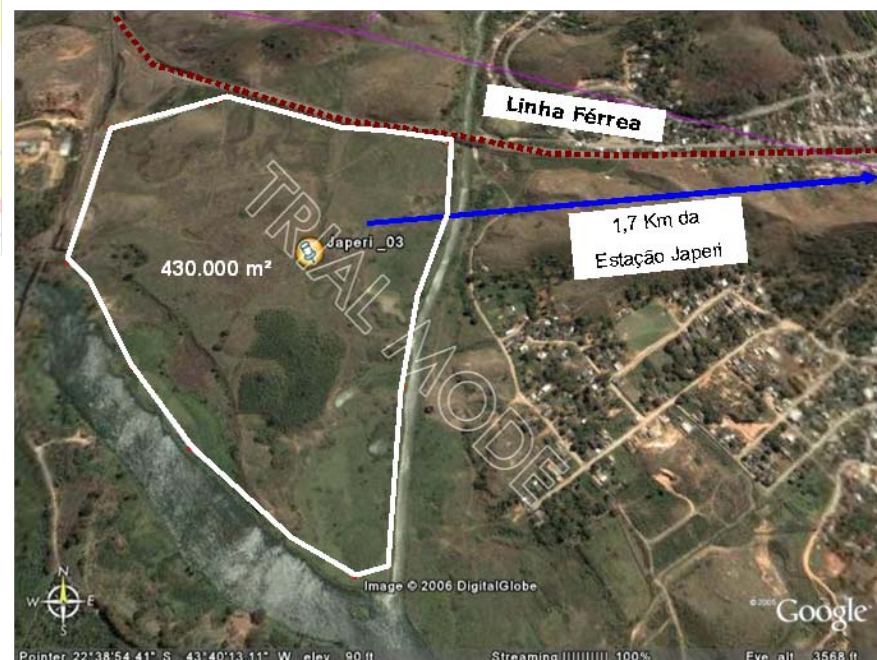 Linha Férrea
1,7 Km da
Estação Japeri
Japeri _03
430.000 m²
TRIAL MODE
Image © 2006 DigitalGlobe
N
W E
S
©2005 Google
Pointer 22°38'54.41" S 43°40'13.11" W elev 90 ft Streaming |||||||||| 100% Eye alt 3568 ft